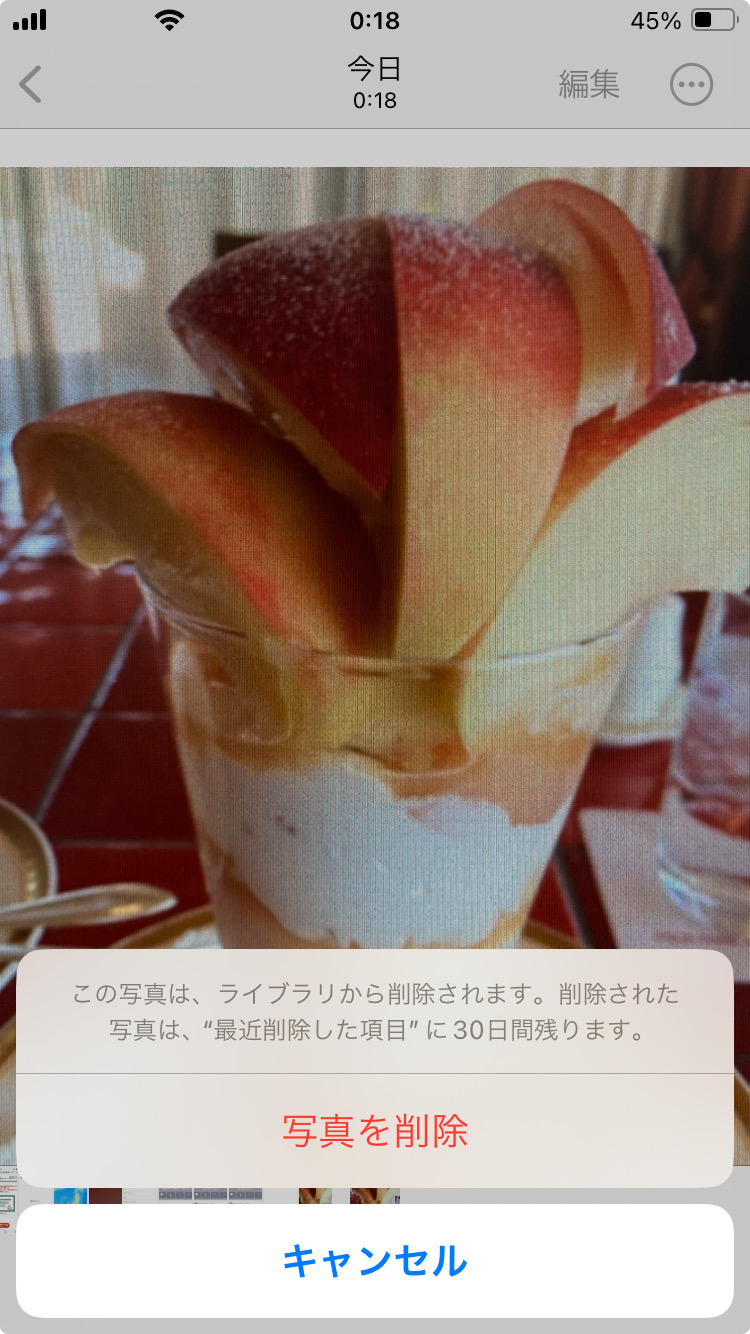 0:18
45%
今日
0:18
編集
この写真は、ライブラリから削除されます。削除された
写真は、“最近削除した項目” に30日間残ります。
写真を削除
キャンセル